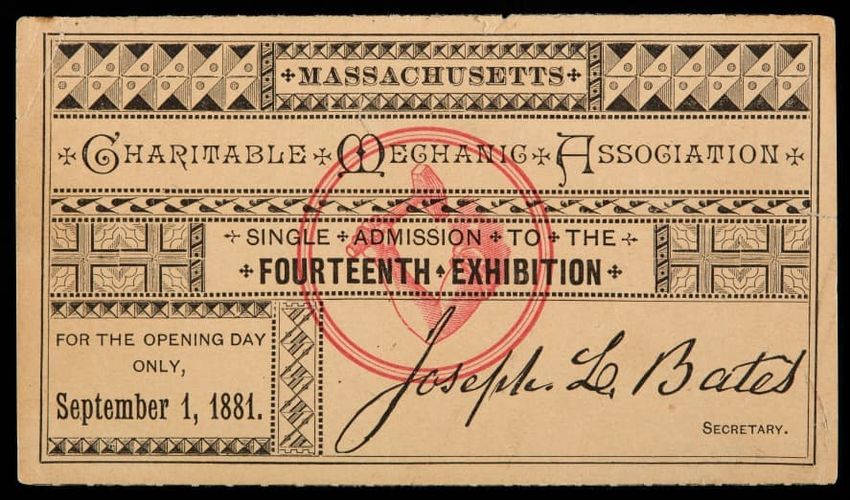 MASSACHUSETTS
CHARITABLE MECHANIC ASSOCIATION
SINGLE ADMISSION TO THE
FOURTEENTH EXHIBITION
FOR THE OPENING DAY
ONLY,
September 1, 1881.
Joseph. L. Bates
SECRETARY.